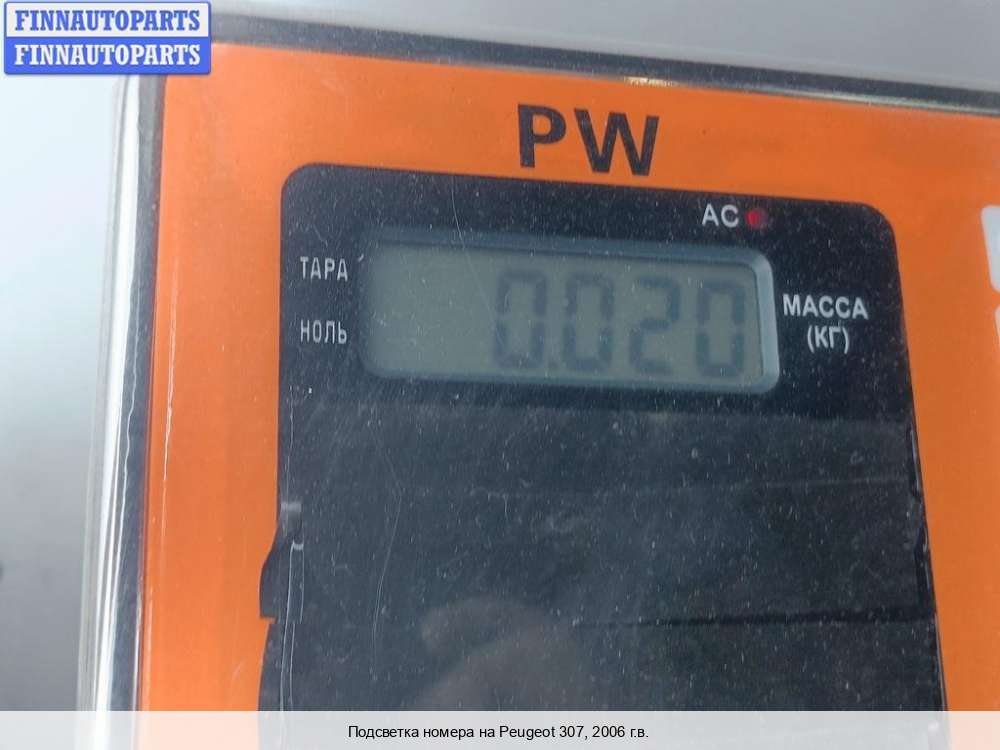 FINNAUTOPARTS
FINNAUTOPARTS
PW
AC
ТАРА
0.020
МАССА
(КГ)
НОЛЬ
Подсветка номера на Peugeot 307, 2006 г.в.